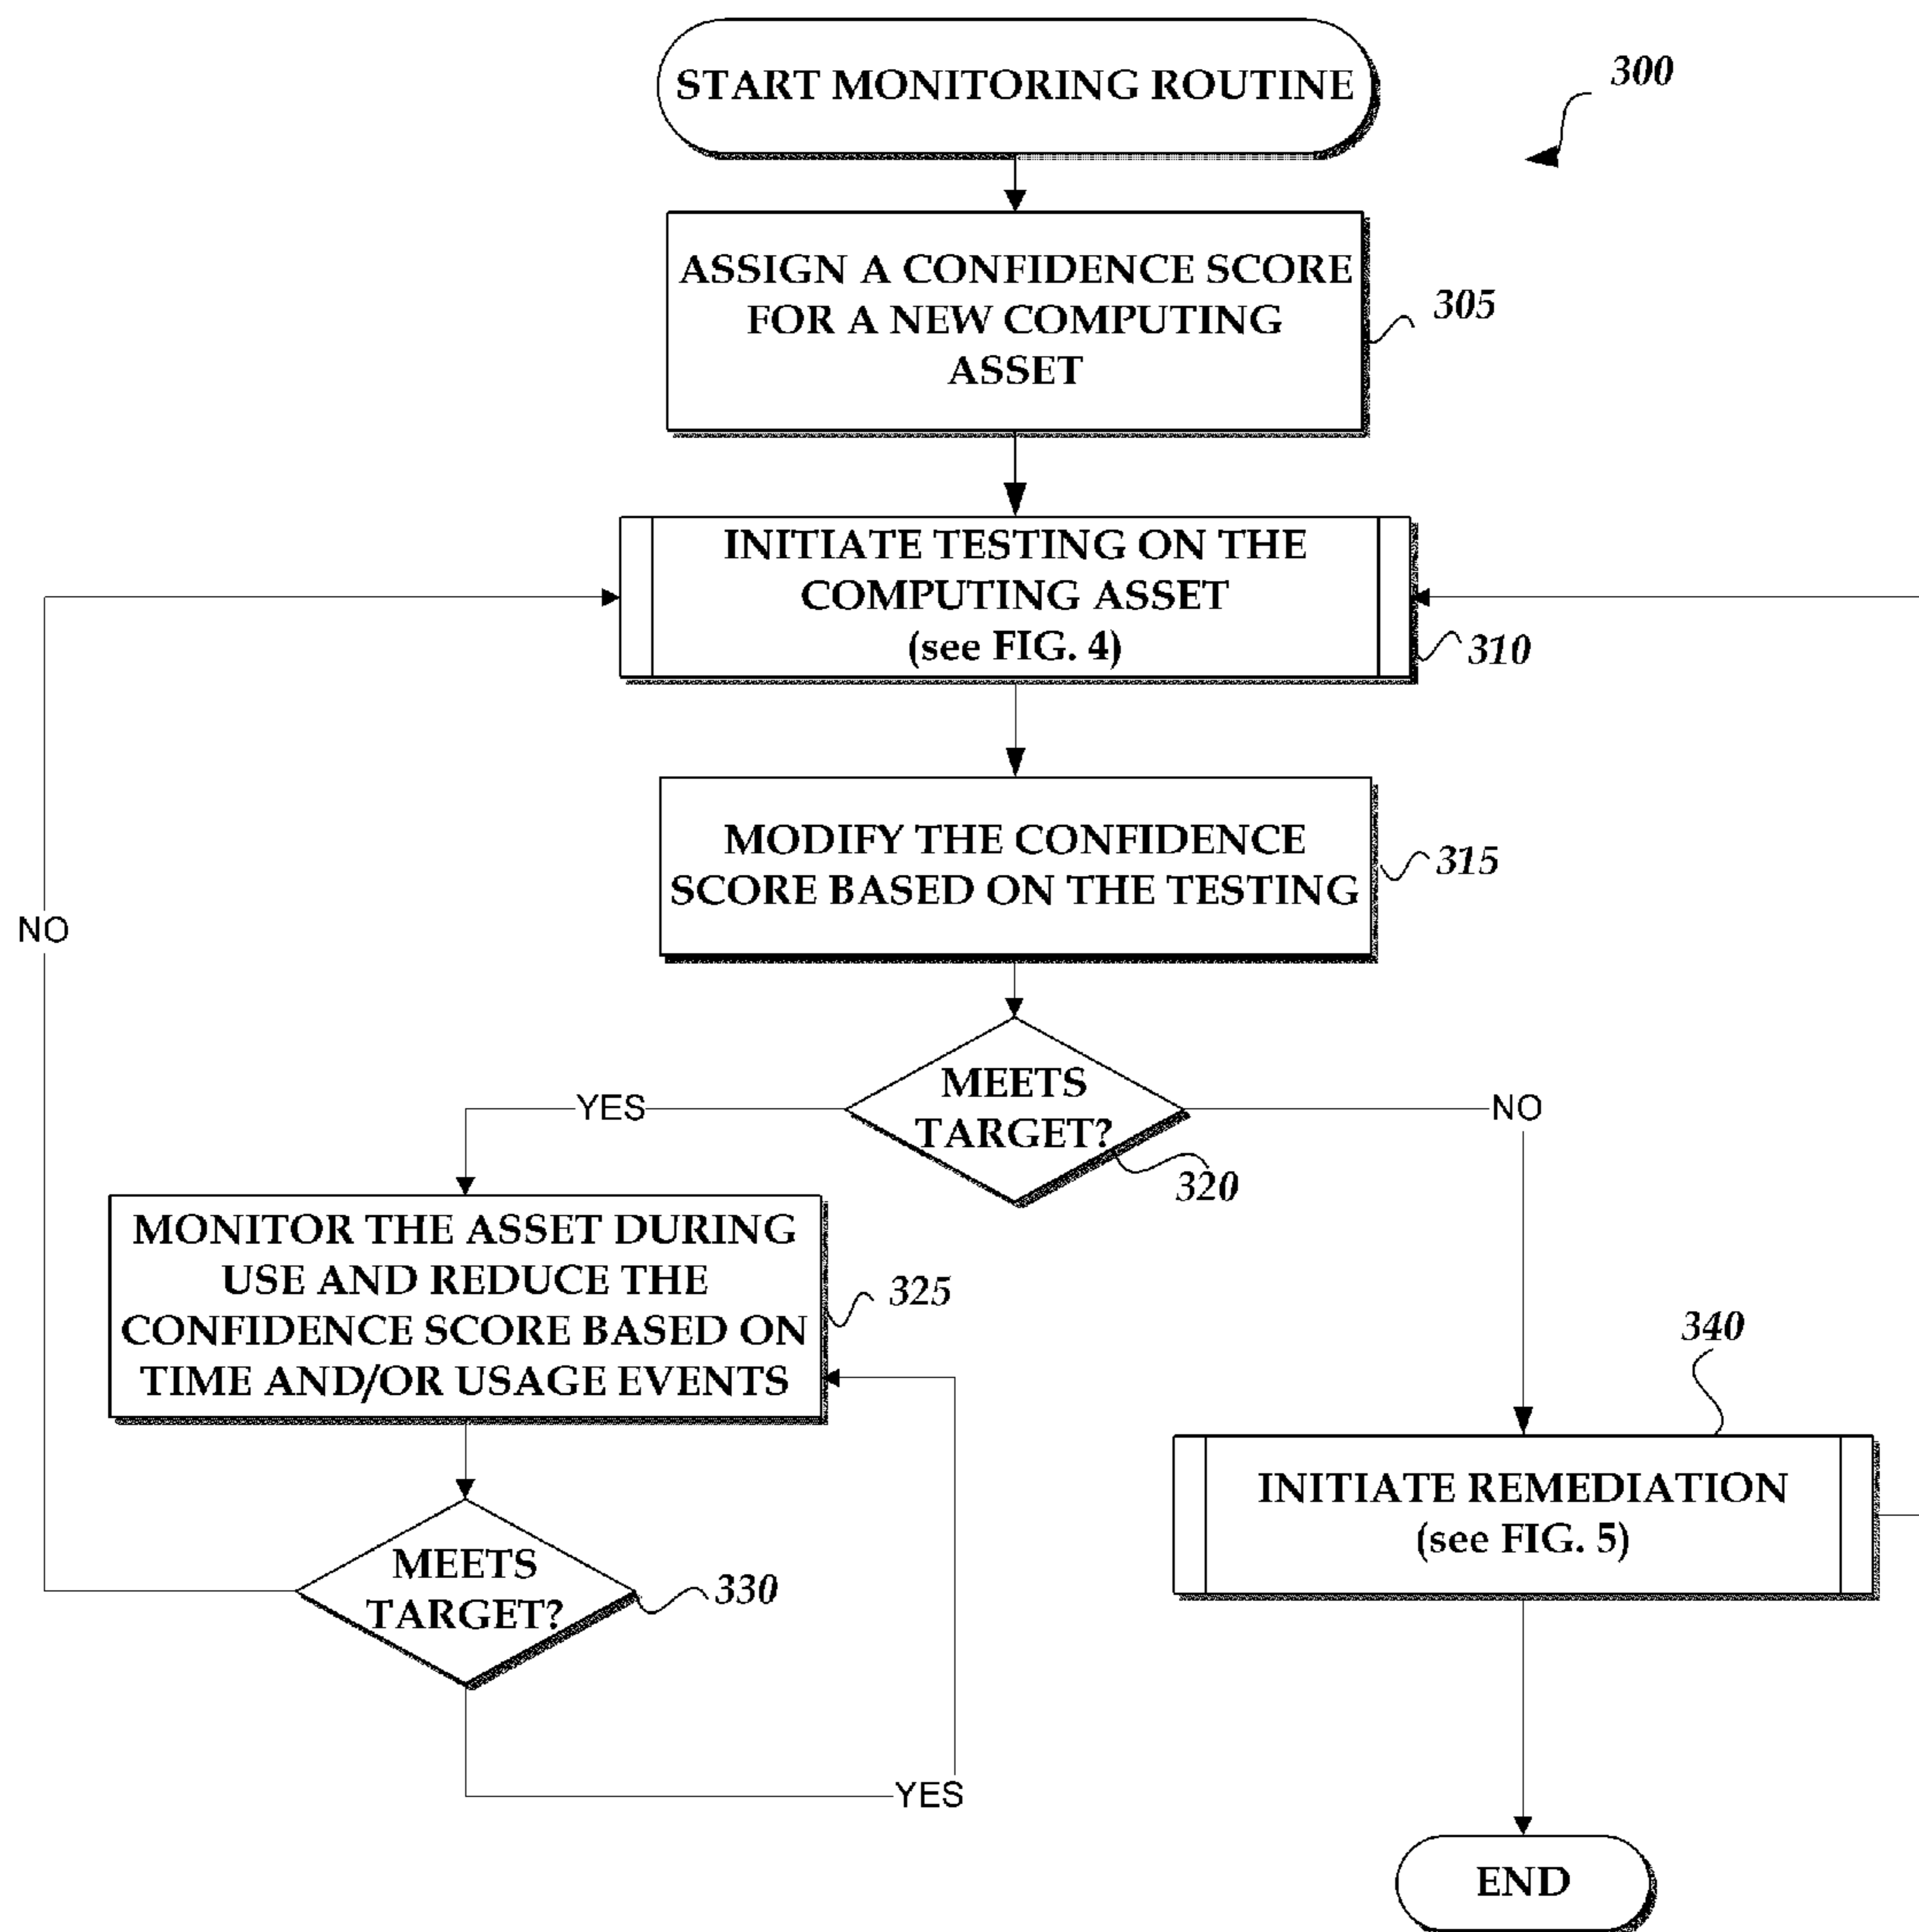 START MONITORING ROUTINE
300
ASSIGN A CONFIDENCE SCORE
FOR A NEW COMPUTING
ASSET
305
INITIATE TESTING ON THE
COMPUTING ASSET
(see FIG. 4)
310
MODIFY THE CONFIDENCE
SCORE BASED ON THE TESTING
315
NO
MEETS
TARGET?
320
YES
NO
MONITOR THE ASSET DURING
USE AND REDUCE THE
CONFIDENCE SCORE BASED ON
TIME AND/OR USAGE EVENTS
325
340
INITIATE REMEDIATION
(see FIG. 5)
MEETS
TARGET?
330
YES
END